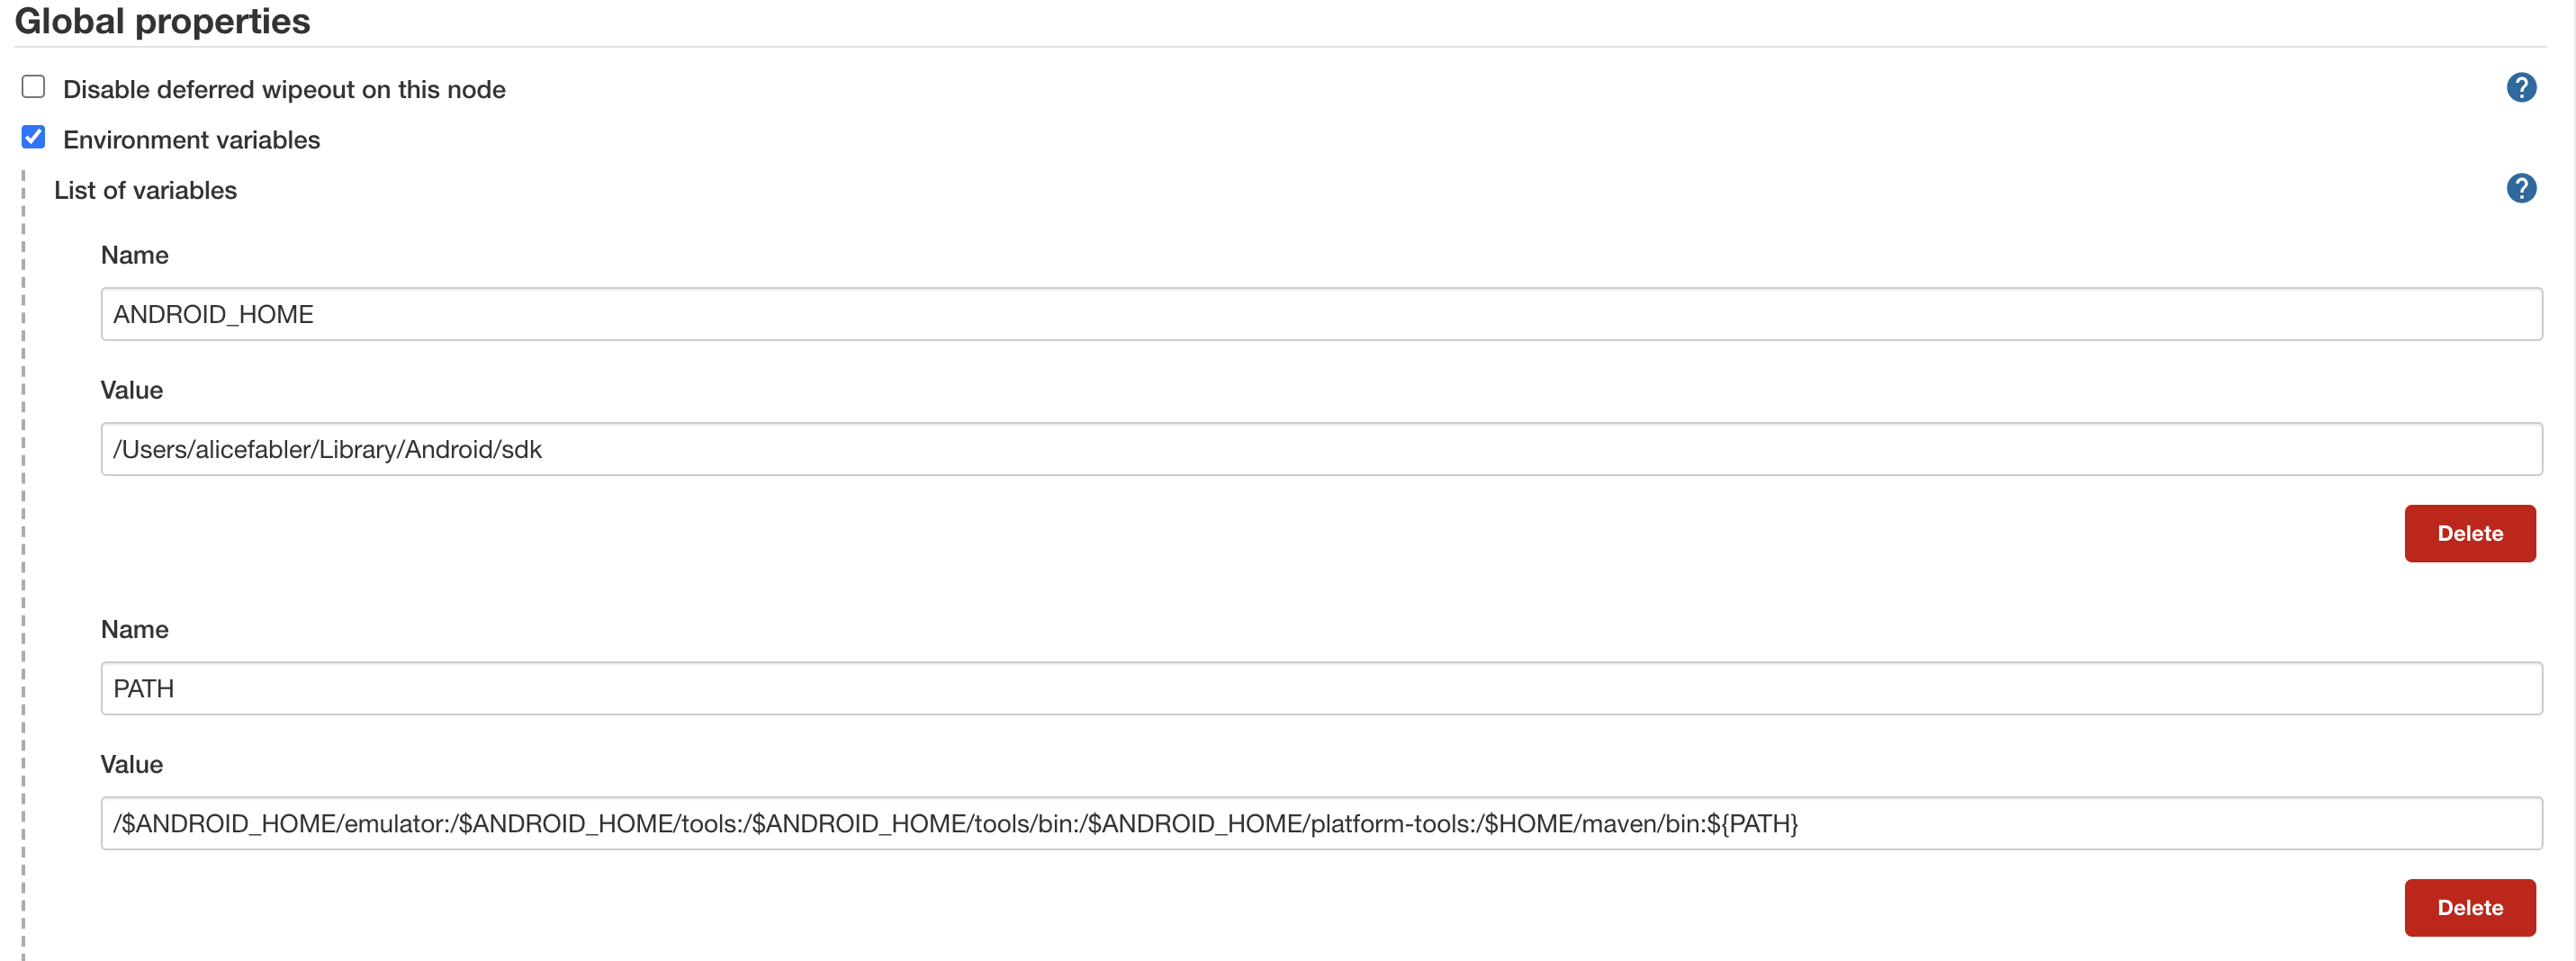 Global properties
Disable deferred wipeout on this node
?
Environment variables
List of variables
?
Name
ANDROID_HOME
Value
/Users/alicefabler/Library/Android/sdk
Delete
Name
PATH
Value
/$ANDROID_HOME/emulator:/$ANDROID_HOME/tools:/$ANDROID_HOME/tools/bin:/$ANDROID_HOME/platform-tools:/$HOME/maven/bin:${PATH}
Delete